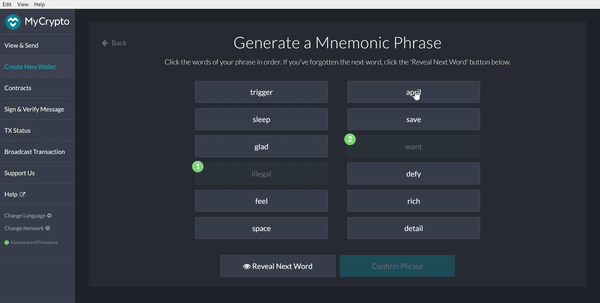 Edit View Help
MyCrypto
View & Send
Create New Wallet
Contracts
Sign & Verify Message
TX Status
Broadcast Transaction
Support Us
Help
Change Language
Change Network
Connected to ETH network
Back
Generate a Mnemonic Phrase
Click the words of your phrase in order. If you've forgotten the next word, click the 'Reveal Next Word' button below.
trigger april
sleep save
glad 2 want
1 illegal defy
feel rich
space detail
Reveal Next Word Confirm Phrase